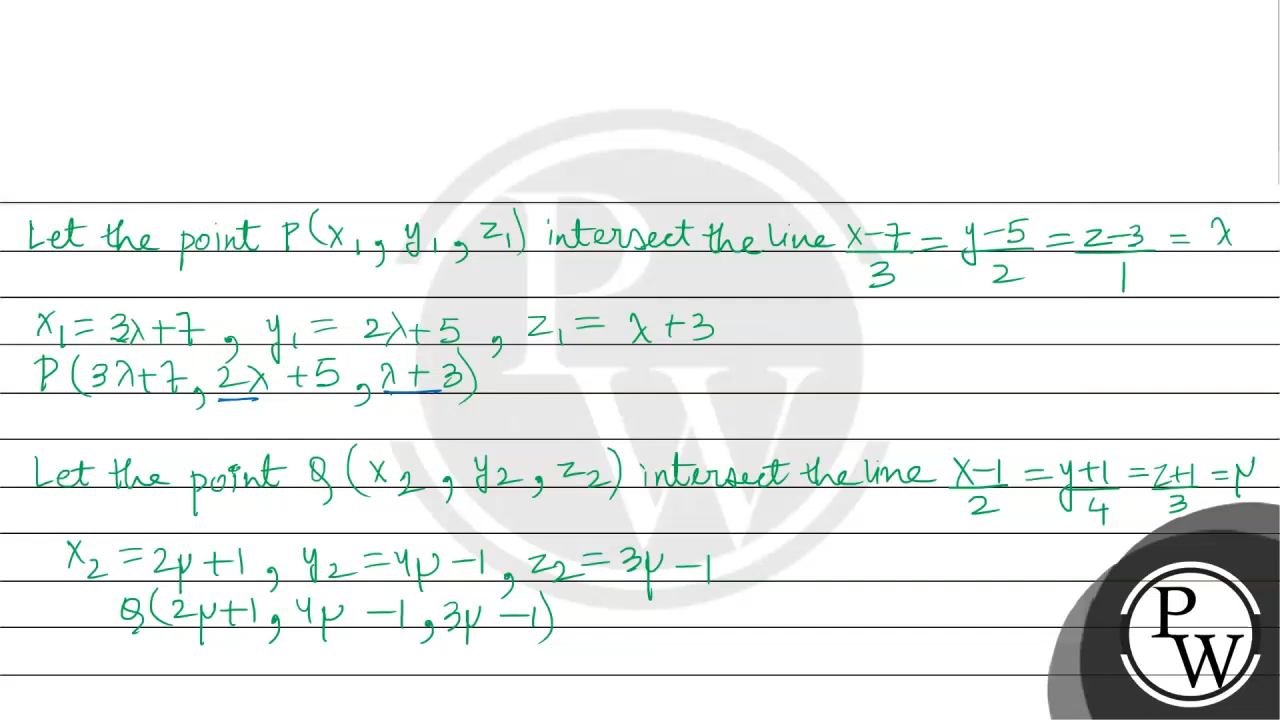 Let the point P(x₁, y₁, z₁) intersect the line x-7/3 = y-5/2 = z-3/1 = λ
x₁ = 3λ+7, y₁ = 2λ+5, z₁ = λ+3
P(3λ+7, 2λ+5, λ+3)
Let the point Q(x₂, y₂, z₂) intersect the line x-1/2 = y+1/4 = z+1/3 = μ
x₂ = 2μ+1, y₂ = 4μ-1, z₂ = 3μ-1
Q(2μ+1, 4μ-1, 3μ-1)
P
W
P
W